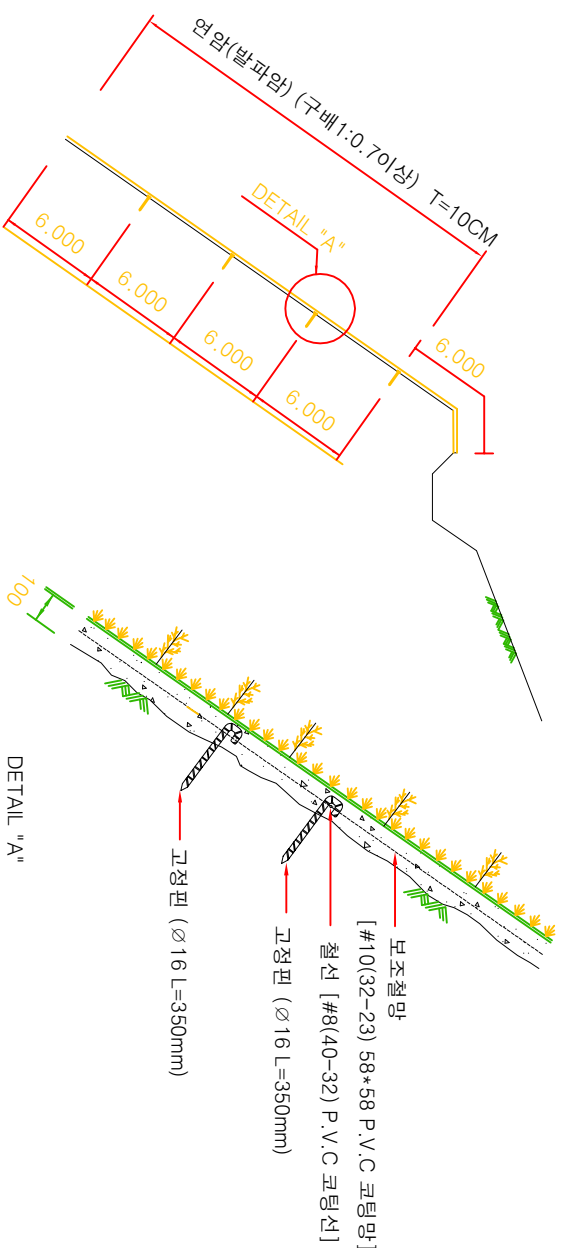 연암(발파암) (구배1:0.7이상) T=10CM
DETAIL "A"
6.000
6.000
6.000
6.000
6.000
100
보조철망
[#10(32-23) 58*58 P.V.C 코팅망]
철선 [#8(40-32) P.V.C 코팅선]
고정핀 (∅16 L=350mm)
고정핀 (∅16 L=350mm)
DETAIL "A"